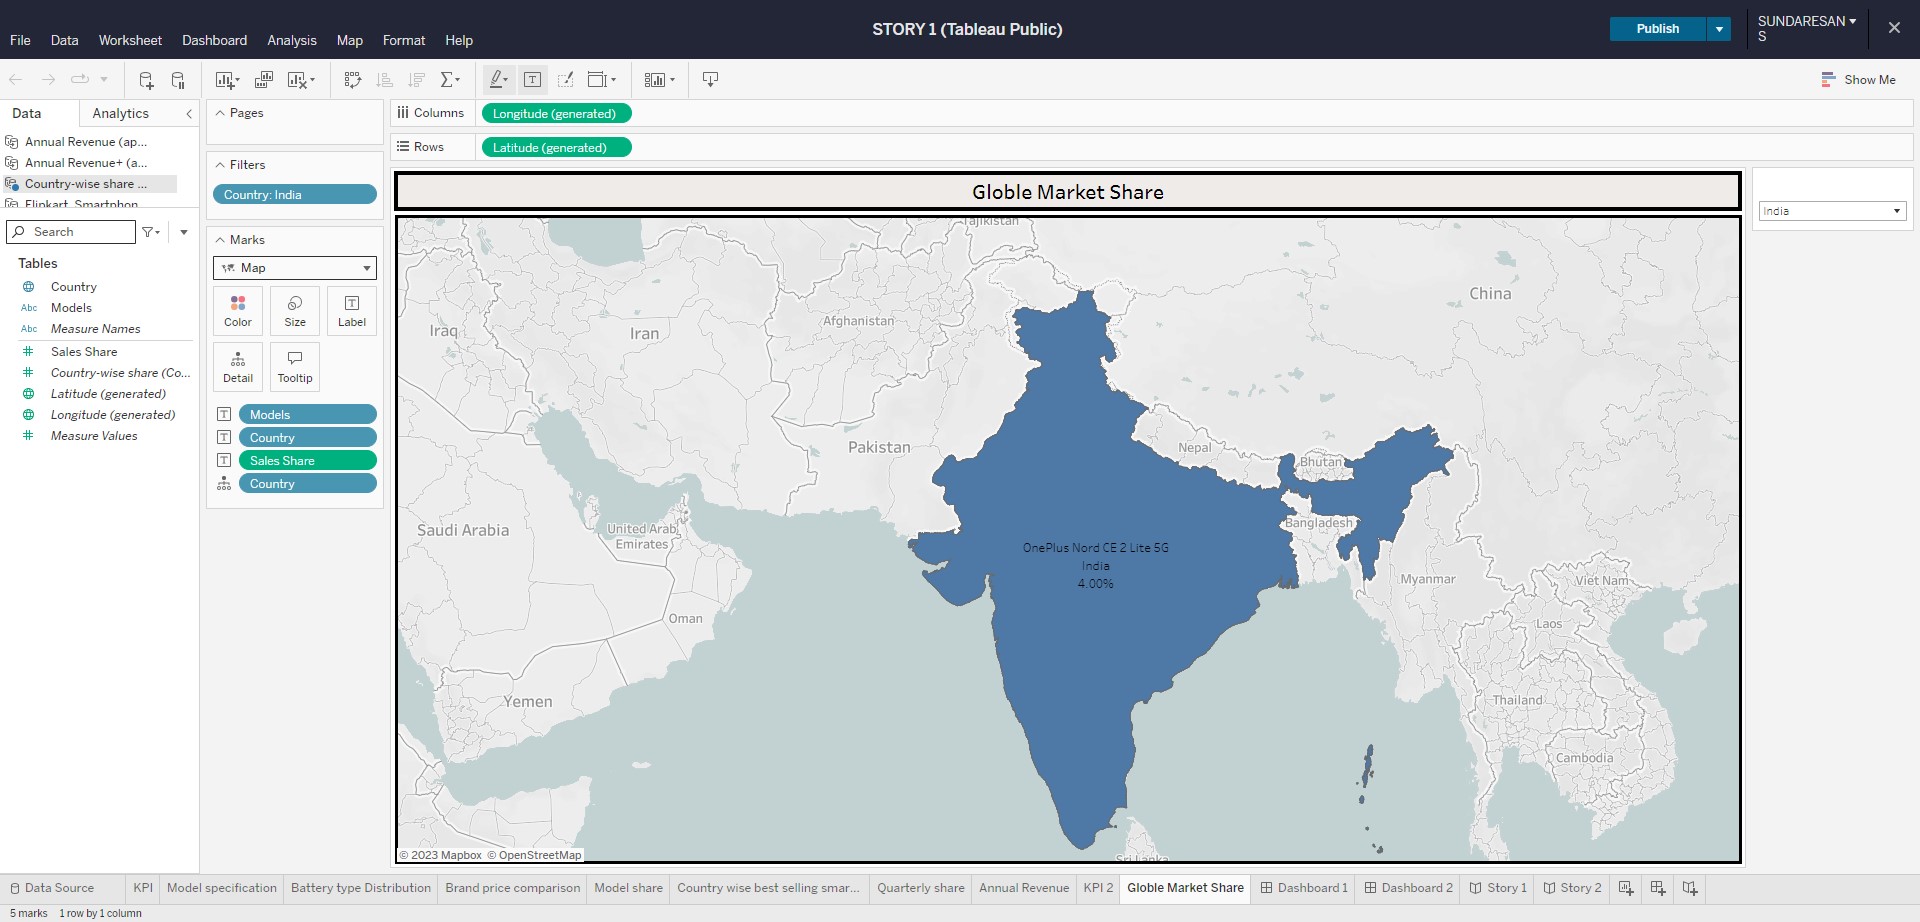 STORY 1 (Tableau Public)
Publish
SUNDARESAN S
File Data Worksheet Dashboard Analysis Map Format Help
Show Me
Data Analytics
Annual Revenue (ap...
Annual Revenue+ (a...
Country-wise share ...
Flipkart, Smartphon
Search
Tables
Country
Abc Models
Abc Measure Names
Sales Share
Country-wise share (Co...
Latitude (generated)
Longitude (generated)
Measure Values
Pages
Filters
Country: India
Marks
Map
Color Size Label
Detail Tooltip
Models
Country
Sales Share
Country
Columns Longitude (generated)
Rows Latitude (generated)
Globle Market Share
India
Tajikistan
China
Iraq
Iran
Afghanistan
Pakistan
Nepal
Bhutan
Saudi Arabia
United Arab
Emirates
Bangladesh
OnePlus Nord CE 2 Lite 5G
India
4.00%
Myanmar
Viet Nam
Oman
Laos
Yemen
Thailand
Cambodia
Sri Lanka
© 2023 Mapbox © OpenStreetMap
Data Source KPI Model specification Battery type Distribution Brand price comparison Model share Country wise best selling smar... Quarterly share Annual Revenue KPI 2 Globle Market Share Dashboard 1 Dashboard 2 Story 1 Story 2
5 marks 1 row by 1 column